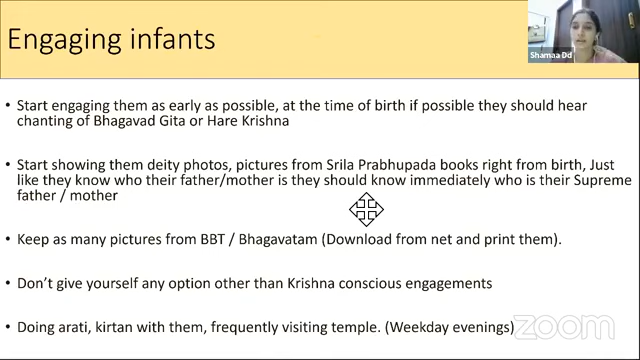 Engaging infants
Shamaa Dd
• Start engaging them as early as possible, at the time of birth if possible they should hear
chanting of Bhagavad Gita or Hare Krishna
• Start showing them deity photos, pictures from Srila Prabhupada books right from birth, Just
like they know who their father/mother is they should know immediately who is their Supreme
father / mother
• Keep as many pictures from BBT / Bhagavatam (Download from net and print them).
• Don't give yourself any option other than Krishna conscious engagements
• Doing arati, kirtan with them, frequently visiting temple. (Weekday evenings)
zoom